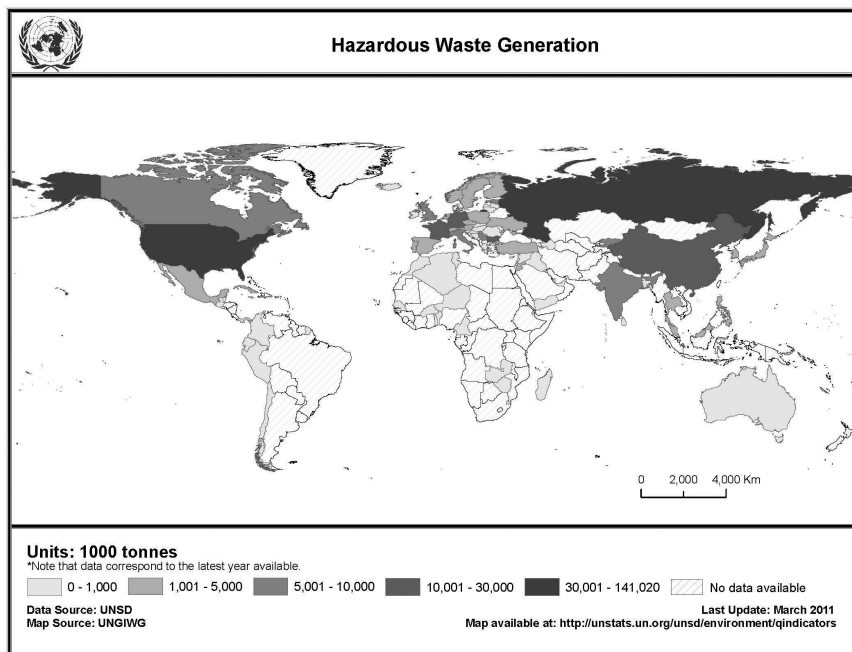 Hazardous Waste Generation
0 2,000 4,000 Km
Units: 1000 tonnes
*Note that data correspond to the latest year available.
0 - 1,000 1,001 - 5,000 5,001 - 10,000 10,001 - 30,000 30,001 - 141,020 No data available
Data Source: UNSD Last Update: March 2011
Map Source: UNGIWG Map available at: http://unstats.un.org/unsd/environment/qindicators